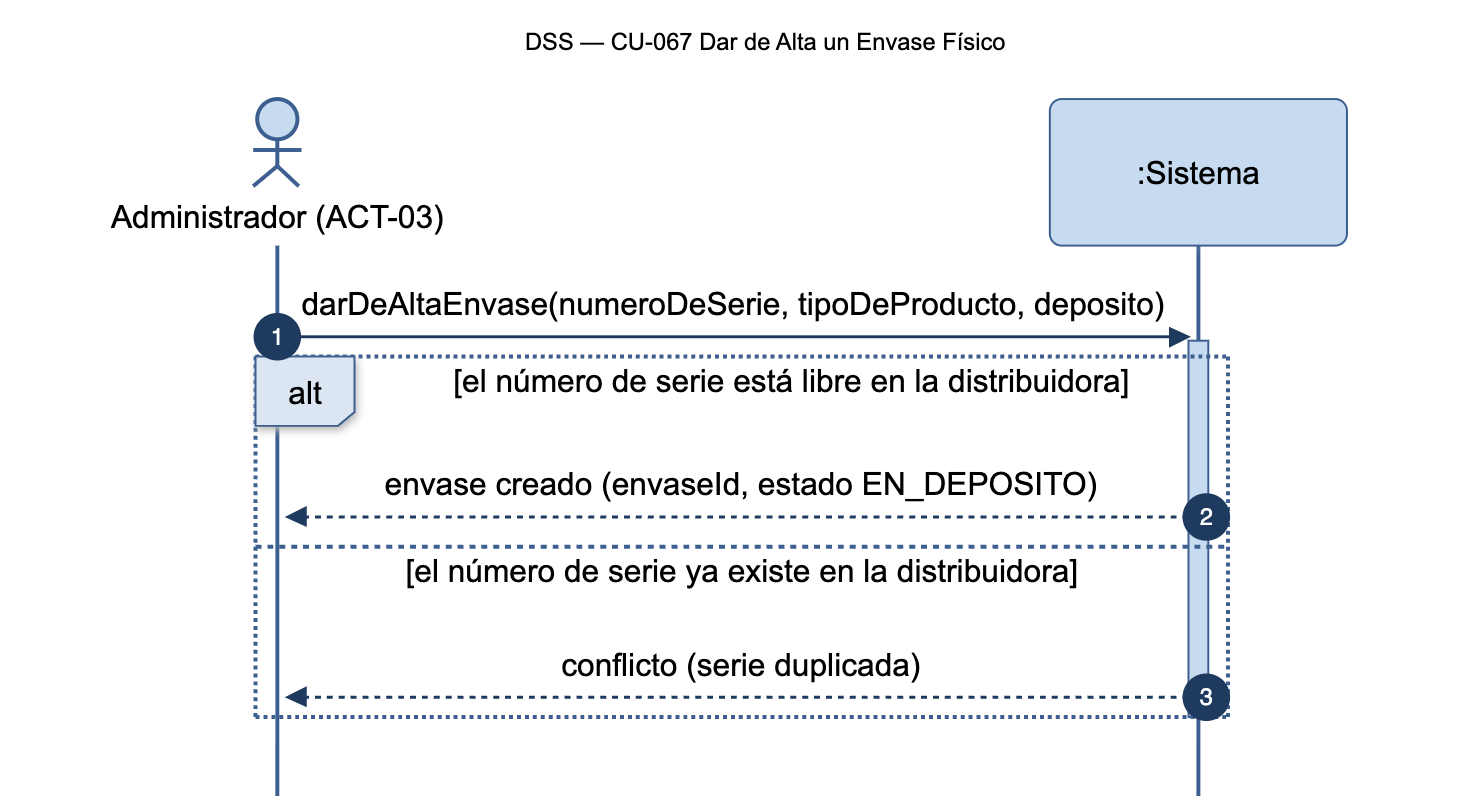 DSS — CU-067 Dar de Alta un Envase Físico
Administrador (ACT-03)
:Sistema
darDeAltaEnvase(numeroDeSerie, tipoDeProducto, deposito)
1
alt
[el número de serie está libre en la distribuidora]
envase creado (envaseId, estado EN_DEPOSITO)
2
[el número de serie ya existe en la distribuidora]
conflicto (serie duplicada)
3